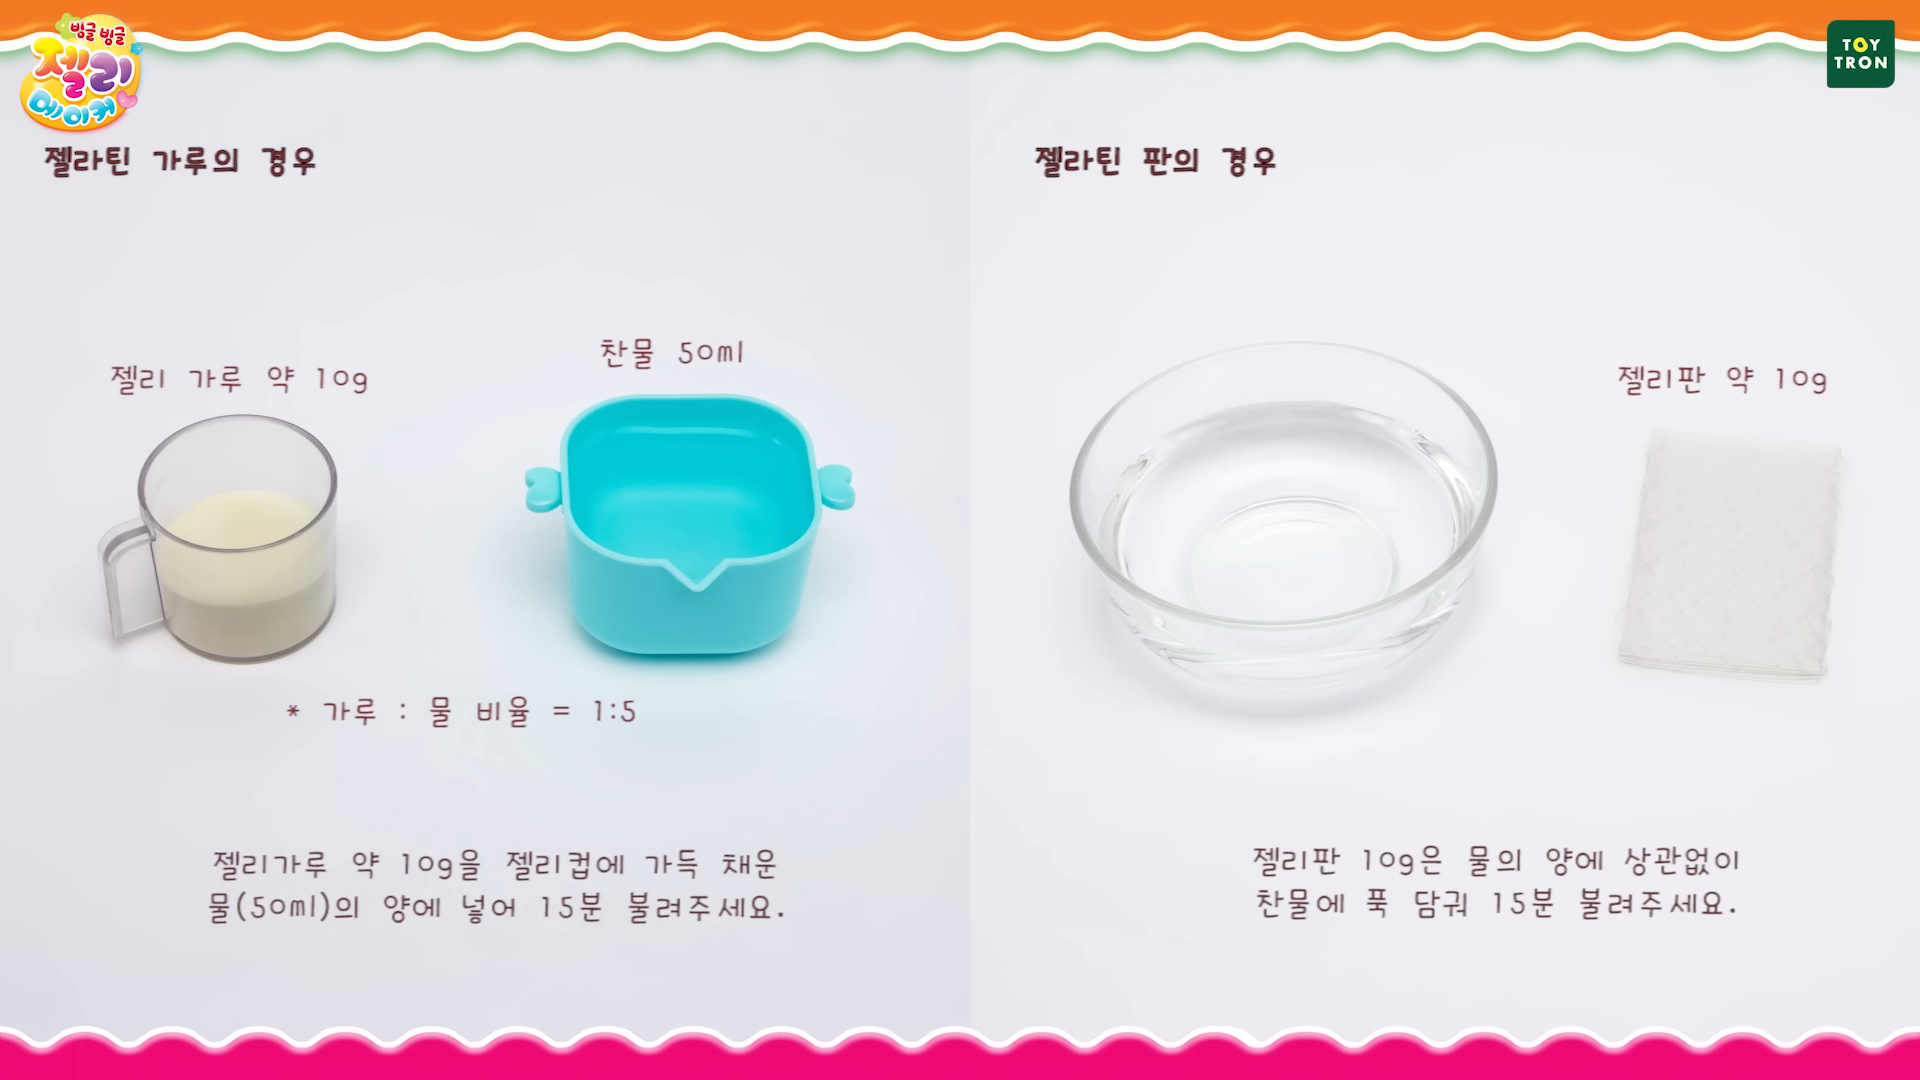 빙글 빙글
젤리
메이커
TOY
TRON
젤라틴 가루의 경우
젤리 가루 약 10g
찬물 50ml
* 가루 : 물 비율 = 1:5
젤리가루 약 10g을 젤리컵에 가득 채운
물(50ml)의 양에 넣어 15분 불려주세요.
젤라틴 판의 경우
젤리판 약 10g
젤리판 10g은 물의 양에 상관없이
찬물에 푹 담궈 15분 불려주세요.